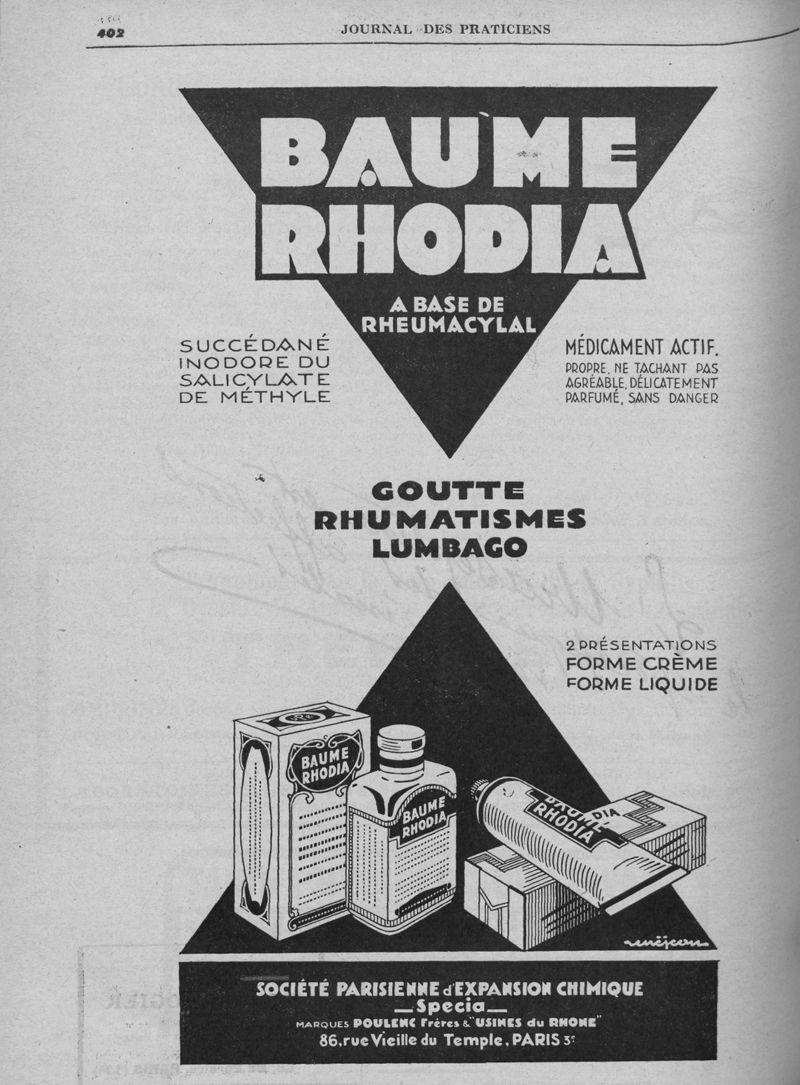 402
JOURNAL DES PRATICIENS
BAUME
RHODIA
A BASE DE
RHEUMACYLAL
SUCCÉDANÉ
INODORE DU
SALICYLATE
DE MÉTHYLE
MÉDICAMENT ACTIF.
PROPRE, NE TACHANT PAS
AGRÉABLE, DÉLICATEMENT
PARFUMÉ, SANS DANGER
GOUTTE
RHUMATISMES
LUMBAGO
2 PRÉSENTATIONS
FORME CRÈME
FORME LIQUIDE
BAUME
RHODIA
BAUME
RHODIA
BAUME
RHODIA
DIA
renéjean
SOCIÉTÉ PARISIENNE d'EXPANSION CHIMIQUE
Specia
MARQUES POULENC Frères & "USINES du RHONE"
86, rue Vieille du Temple, PARIS 3ᵉ